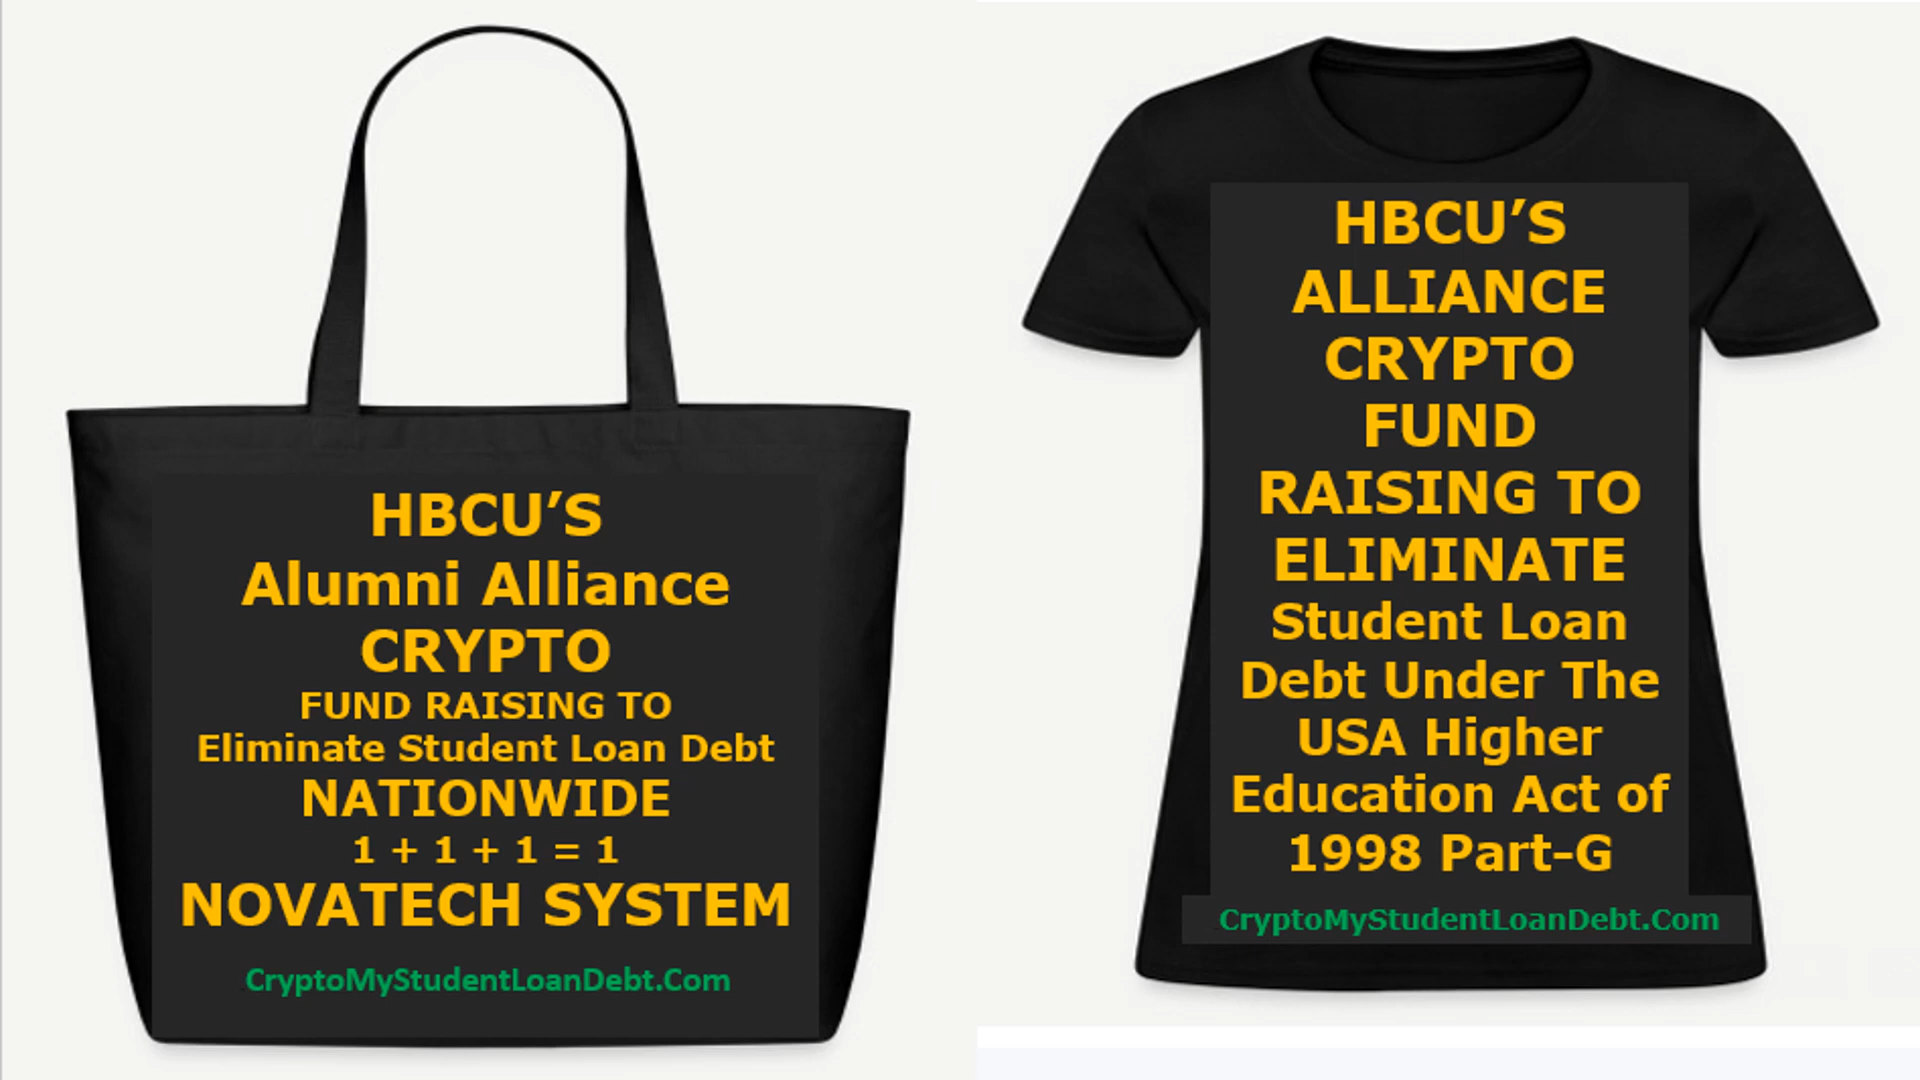 HBCU’S
Alumni Alliance
CRYPTO
FUND RAISING TO
Eliminate Student Loan Debt
NATIONWIDE
1 + 1 + 1 = 1
NOVATECH SYSTEM
CryptoMyStudentLoanDebt.Com
HBCU’S
ALLIANCE
CRYPTO
FUND
RAISING TO
ELIMINATE
Student Loan
Debt Under The
USA Higher
Education Act of
1998 Part-G
CryptoMyStudentLoanDebt.Com